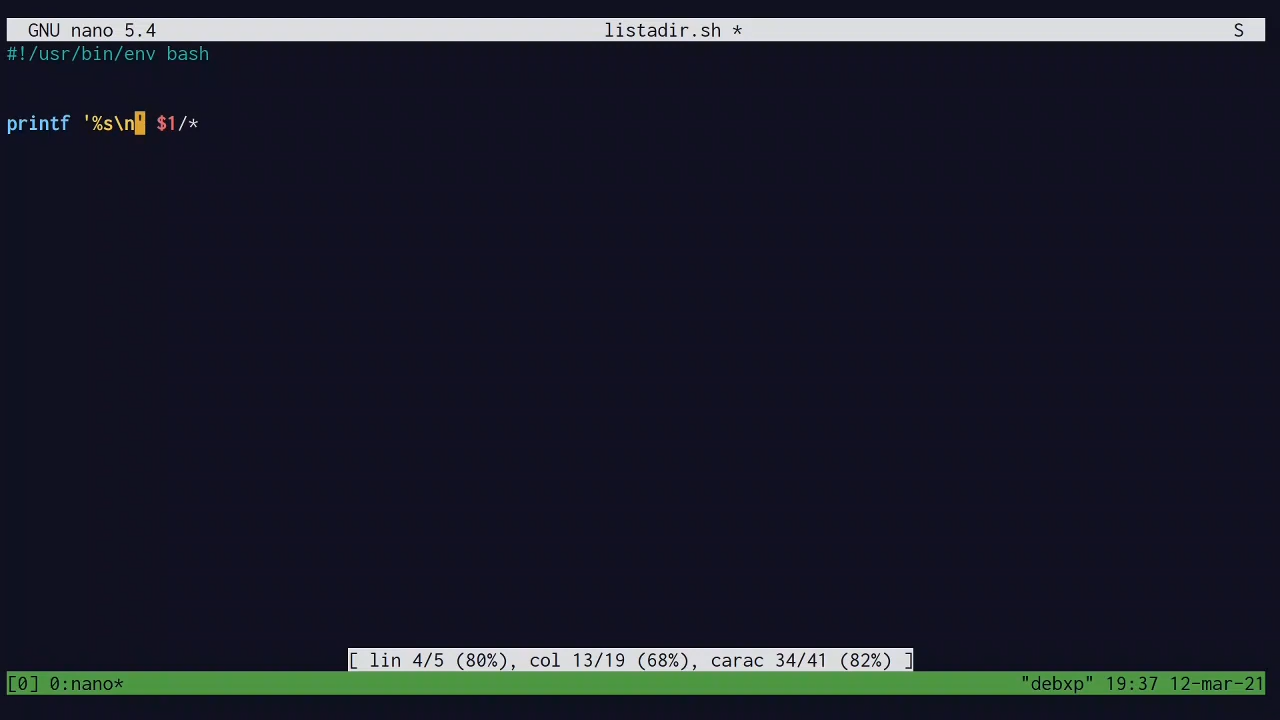 GNU nano 5.4 listadir.sh * S
#!/usr/bin/env bash
printf '%s\n' $1/*
[ lin 4/5 (80%), col 13/19 (68%), carac 34/41 (82%) ]
[0] 0:nano* "debxp" 19:37 12-mar-21